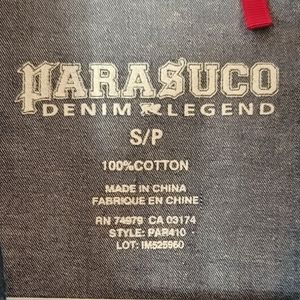 PARASUCO
DENIM LEGEND
S/P
100%COTTON
MADE IN CHINA
FABRIQUE EN CHINE
RN 74979 CA 03174
STYLE: PAR410
LOT: IM525960